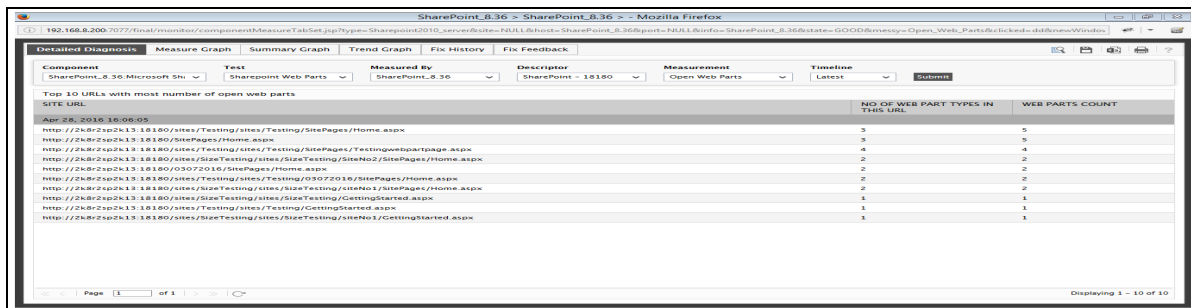 SharePoint_8.36 > SharePoint_8.36 > - Mozilla Firefox
192.168.8.200:7077/final/monitor/componentMeasureTabSet.jsp?type=Sharepoint2010_server&site=NULL&host=SharePoint_8.36&port=NULL&info=SharePoint_8.36&state=GOOD&messy=Open_Web_Parts&clicked=dd&newWindos
Detailed Diagnosis Measure Graph Summary Graph Trend Graph Fix History Fix Feedback
Component Test Measured By Descriptor Measurement Timeline
SharePoint_8.36:Microsoft Sh Sharepoint Web Parts SharePoint_8.36 SharePoint - 18180 Open Web Parts Latest Submit
Top 10 URLs with most number of open web parts
SITE URL NO OF WEB PART TYPES IN THIS URL WEB PARTS COUNT
Apr 28, 2016 16:06:05
http://2k8r2sp2k13:18180/sites/Testing/sites/Testing/SitePages/Home.aspx 3 5
http://2k8r2sp2k13:18180/SitePages/Home.aspx 3 5
http://2k8r2sp2k13:18180/sites/Testing/sites/Testing/SitePages/Testingwebpartpage.aspx 4 4
http://2k8r2sp2k13:18180/sites/SizeTesting/sites/SizeTesting/SiteNo2/SitePages/Home.aspx 2 2
http://2k8r2sp2k13:18180/03072016/SitePages/Home.aspx 2 2
http://2k8r2sp2k13:18180/sites/Testing/sites/Testing/03072016/SitePages/Home.aspx 2 2
http://2k8r2sp2k13:18180/sites/SizeTesting/sites/SizeTesting/siteNo1/SitePages/Home.aspx 2 2
http://2k8r2sp2k13:18180/sites/SizeTesting/sites/SizeTesting/GettingStarted.aspx 1 1
http://2k8r2sp2k13:18180/sites/Testing/sites/Testing/GettingStarted.aspx 1 1
http://2k8r2sp2k13:18180/sites/SizeTesting/sites/SizeTesting/siteNo1/GettingStarted.aspx 1 1
Page 1 of 1 Displaying 1 - 10 of 10